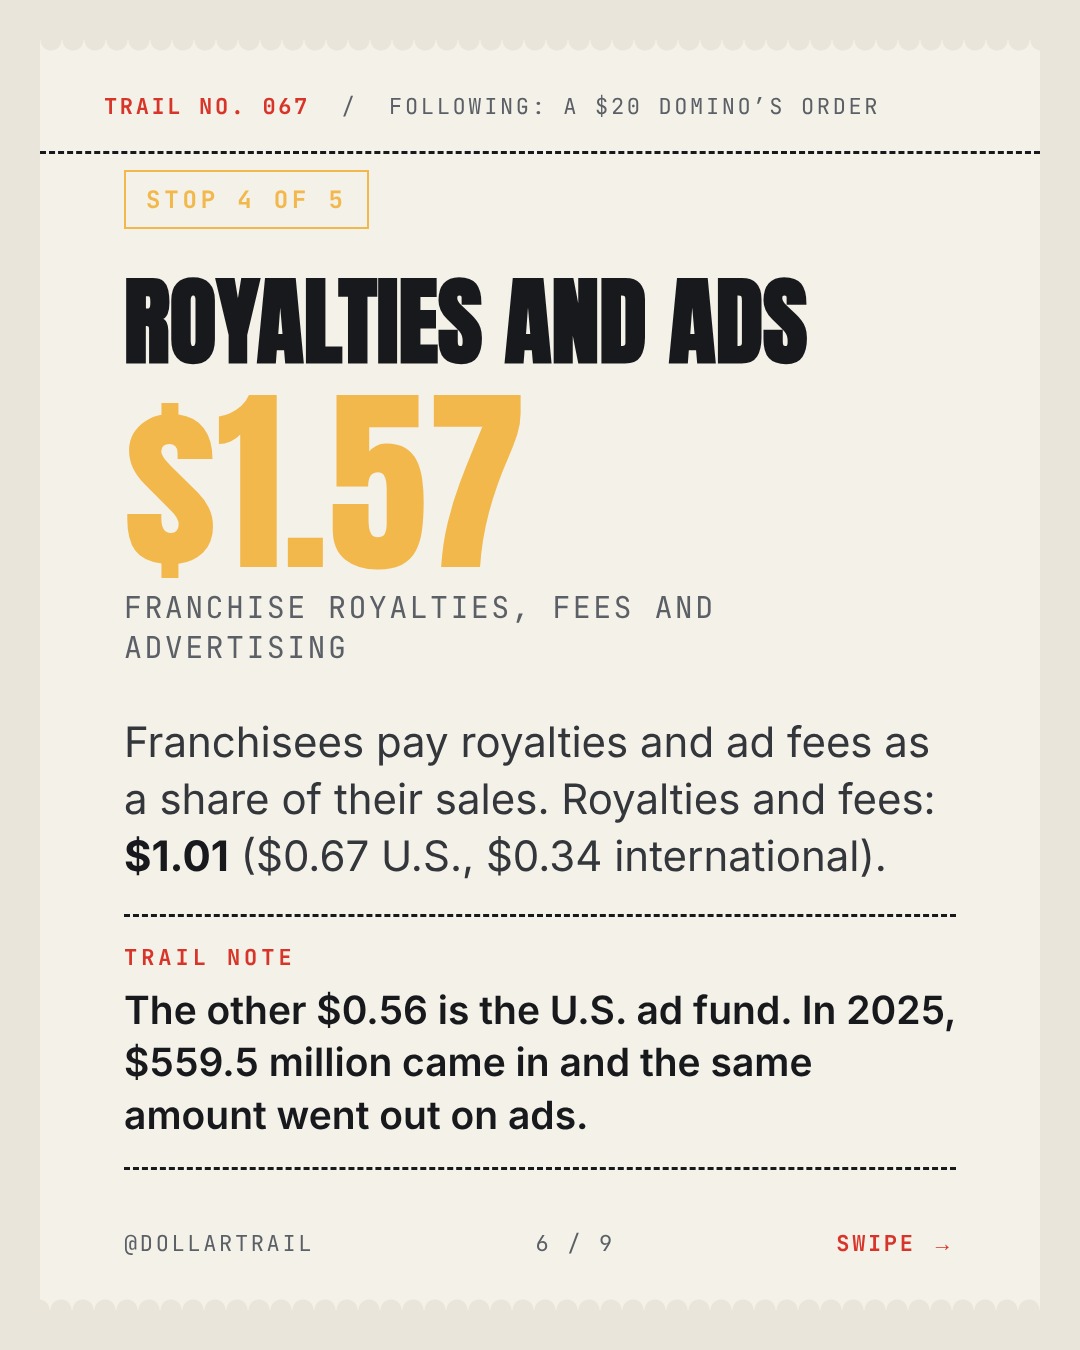 TRAIL NO. 067 / FOLLOWING: A $20 DOMINO’S ORDER
STOP 4 OF 5
ROYALTIES AND ADS
$1.57
FRANCHISE ROYALTIES, FEES AND
ADVERTISING
Franchisees pay royalties and ad fees as
a share of their sales. Royalties and fees:
$1.01 ($0.67 U.S., $0.34 international).
TRAIL NOTE
The other $0.56 is the U.S. ad fund. In 2025,
$559.5 million came in and the same
amount went out on ads.
@DOLLARTRAIL 6 / 9 SWIPE →